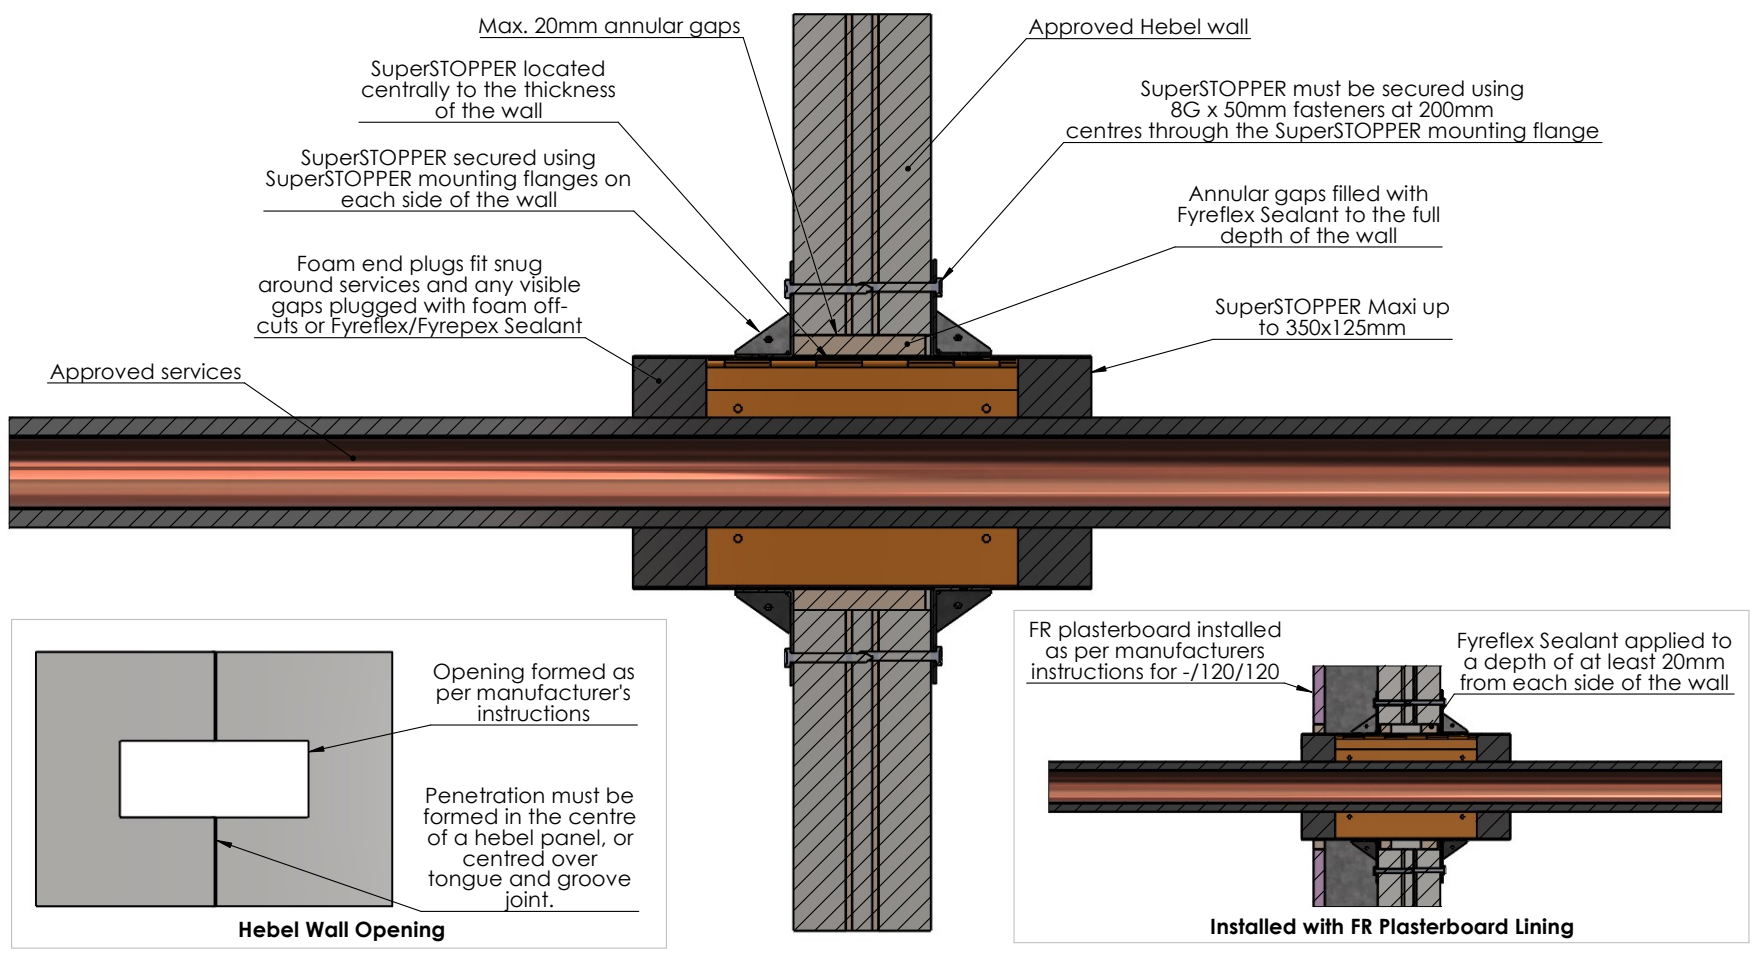 Max. 20mm annular gaps
Approved Hebel wall
SuperSTOPPER located
centrally to the thickness
of the wall
SuperSTOPPER must be secured using
8G x 50mm fasteners at 200mm
centres through the SuperSTOPPER mounting flange
SuperSTOPPER secured using
SuperSTOPPER mounting flanges on
each side of the wall
Annular gaps filled with
Fyreflex Sealant to the full
depth of the wall
Foam end plugs fit snug
around services and any visible
gaps plugged with foam off-
cuts or Fyreflex/Fyrepex Sealant
SuperSTOPPER Maxi up
to 350x125mm
Approved services
Opening formed as
per manufacturer's
instructions
Penetration must be
formed in the centre
of a hebel panel, or
centred over
tongue and groove
joint.
Hebel Wall Opening
FR plasterboard installed
as per manufacturers
instructions for -/120/120
Fyreflex Sealant applied to
a depth of at least 20mm
from each side of the wall
Installed with FR Plasterboard Lining